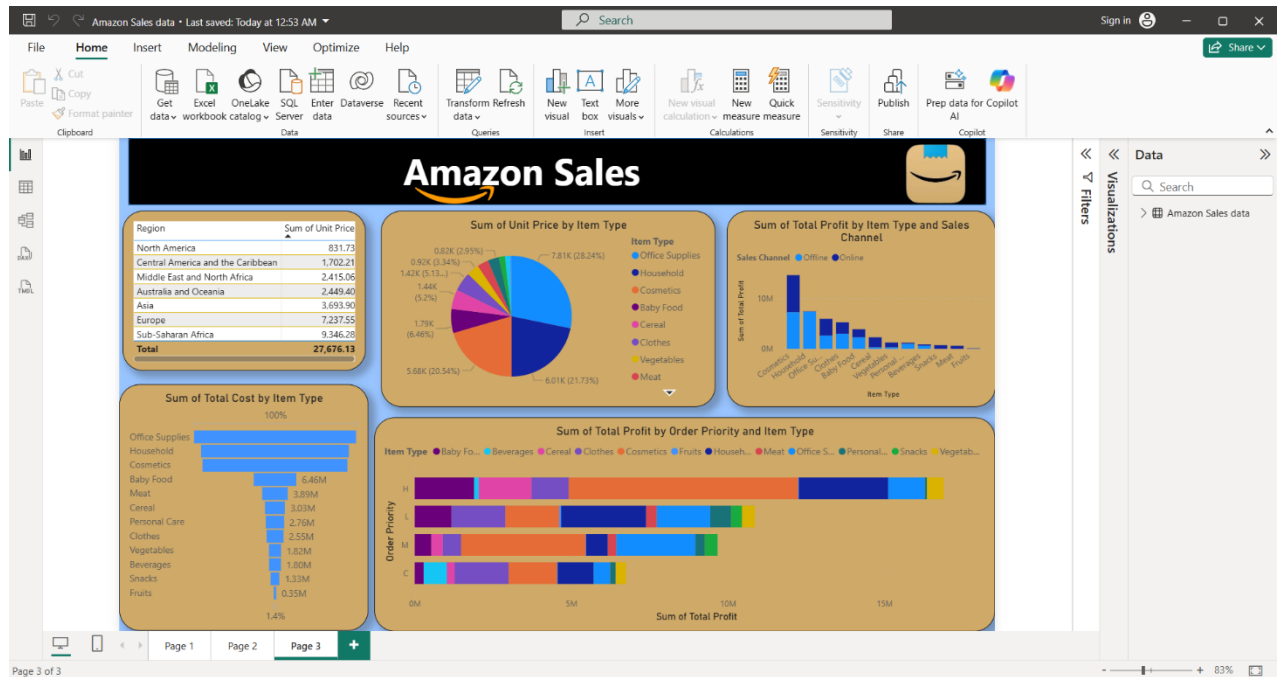 Amazon Sales data • Last saved: Today at 12:53 AM
Search
Sign in
File Home Insert Modeling View Optimize Help
Share
Paste
Cut
Copy
Format painter
Clipboard
Get data
Excel workbook
OneLake catalog
SQL Server
Enter data
Dataverse
Recent sources
Data
Transform data
Refresh
Queries
New visual
Text box
More visuals
Insert
New visual calculation
New measure
Quick measure
Calculations
Sensitivity
Sensitivity
Publish
Share
Prep data for AI
Copilot
Copilot
DAX
TMDL
Amazon Sales
Region Sum of Unit Price
North America 831.73
Central America and the Caribbean 1,702.21
Middle East and North Africa 2,415.06
Australia and Oceania 2,449.40
Asia 3,693.90
Europe 7,237.55
Sub-Saharan Africa 9,346.28
Total 27,676.13
Sum of Unit Price by Item Type
7.81K (28.24%)
6.01K (21.73%)
5.68K (20.54%)
1.79K
(6.46%)
1.44K
(5.2%)
1.42K (5.13...)
0.92K (3.34%)
0.82K (2.95%)
Item Type
Office Supplies
Household
Cosmetics
Baby Food
Cereal
Clothes
Vegetables
Meat
Sum of Total Profit by Item Type and Sales
Channel
Sales Channel Offline Online
Sum of Total Profit
10M
0M
Cosmetics
Household
Office Su...
Clothes
Baby Food
Cereal
Vegetables
Personal ...
Beverages
Snacks
Meat
Fruits
Item Type
Sum of Total Cost by Item Type
100%
Office Supplies
Household
Cosmetics
Baby Food 6.46M
Meat 3.89M
Cereal 3.03M
Personal Care 2.76M
Clothes 2.55M
Vegetables 1.82M
Beverages 1.80M
Snacks 1.33M
Fruits 0.35M
1.4%
Sum of Total Profit by Order Priority and Item Type
Item Type Baby Fo... Beverages Cereal Clothes Cosmetics Fruits Househ... Meat Office S... Person... Snacks Vegetab...
Order Priority
H
L
M
C
0M 5M 10M 15M
Sum of Total Profit
Filters
Visualizations
Data
Search
Amazon Sales data
Page 1 Page 2 Page 3 +
Page 3 of 3
- + 83%